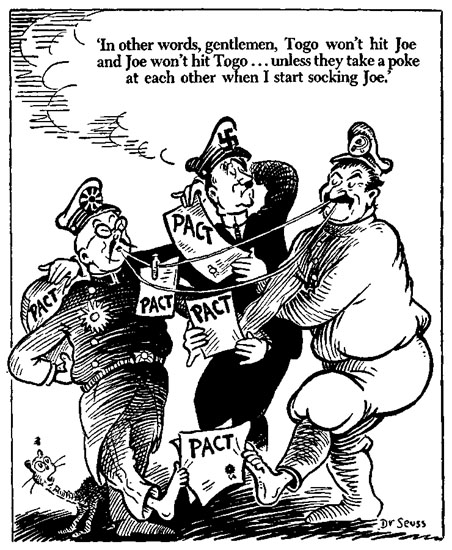 'In other words, gentlemen, Togo won't hit Joe
and Joe won't hit Togo . . . unless they take a poke
at each other when I start socking Joe.'
PACT
PACT
PACT
PACT
PACT
Dr Seuss